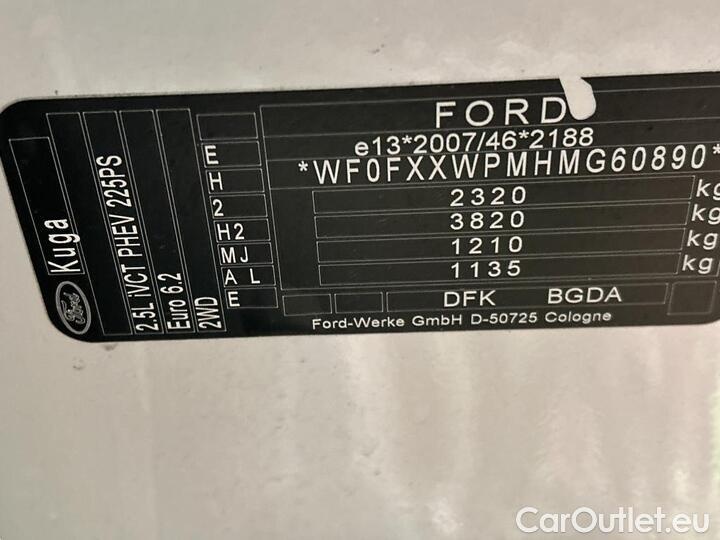 FORD
e13*2007/46*2188
*WF0FXXWPMHMG60890*
2320 kg
3820 kg
1210 kg
1135 kg
DFK BGDA
Ford-Werke GmbH D-50725 Cologne
E
H
2
H2
MJ
A L
E
Ford Kuga
2.5L iVCT PHEV 225PS
Euro 6.2
2WD
CarOutlet.eu